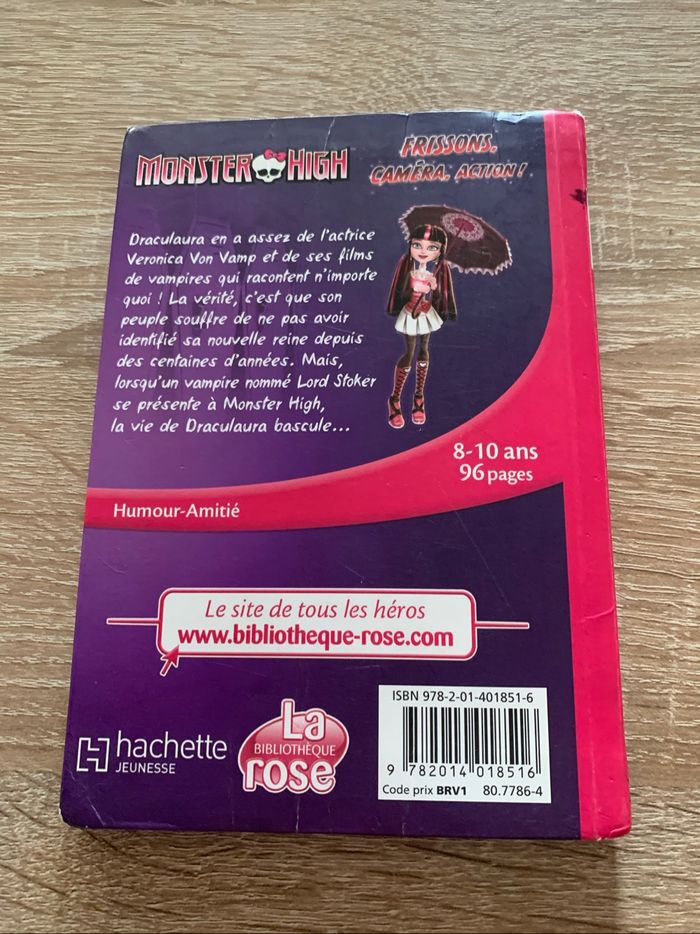 MONSTER HIGH
FRISSONS,
CAMÉRA, ACTION !
Draculaura en a assez de l'actrice
Veronica Von Vamp et de ses films
de vampires qui racontent n'importe
quoi ! La vérité, c'est que son
peuple souffre de ne pas avoir
identifié sa nouvelle reine depuis
des centaines d'années. Mais,
lorsqu'un vampire nommé Lord Stoker
se présente à Monster High,
la vie de Draculaura bascule...
8-10 ans
96 pages
Humour-Amitié
Le site de tous les héros
www.bibliotheque-rose.com
hachette
JEUNESSE
La
BIBLIOTHÈQUE
rose
ISBN 978-2-01-401851-6
9 782014 018516
Code prix BRV1 80.7786-4